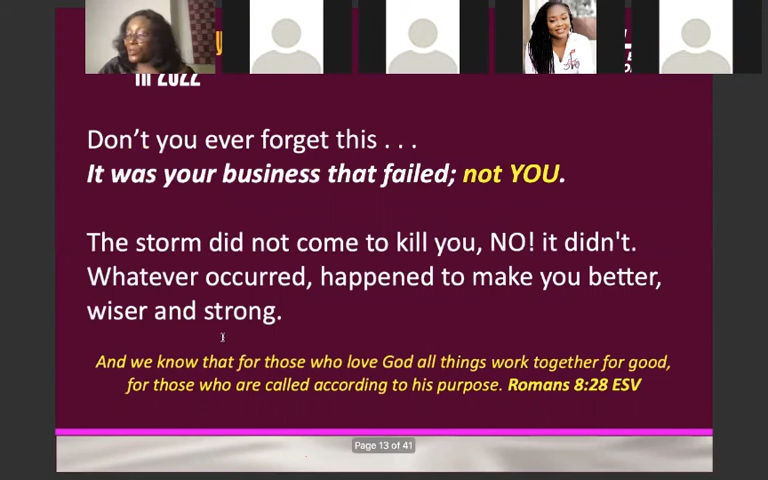 in 2022
Don't you ever forget this . . .
It was your business that failed; not YOU.
The storm did not come to kill you, NO! it didn't.
Whatever occurred, happened to make you better,
wiser and strong.
And we know that for those who love God all things work together for good,
for those who are called according to his purpose. Romans 8:28 ESV
Page 13 of 41